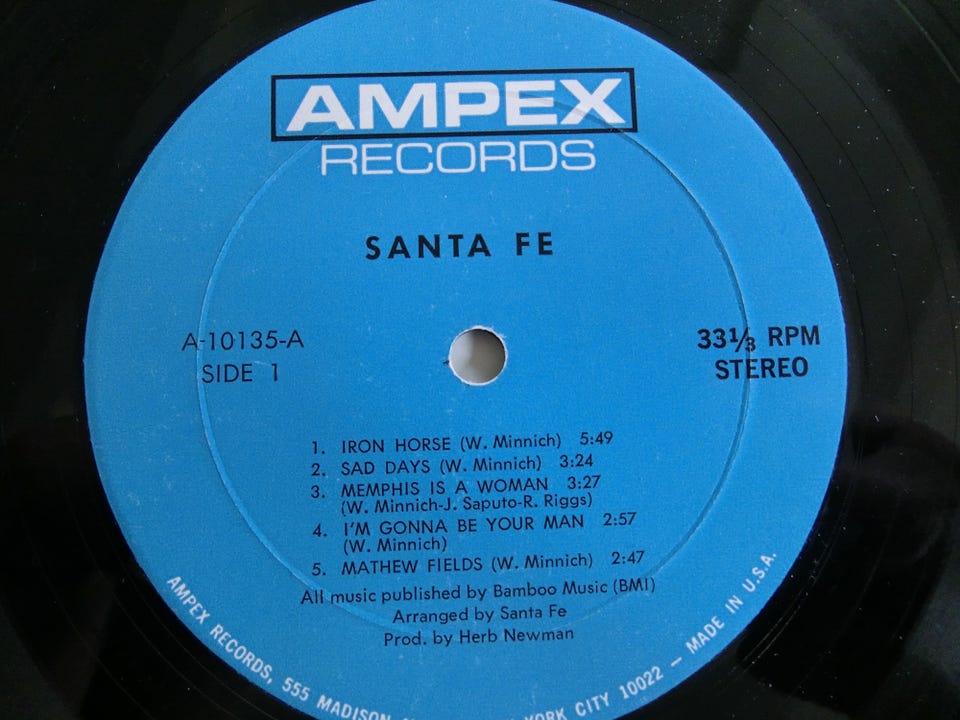 AMPEX
RECORDS
SANTA FE
A-10135-A
SIDE 1
33⅓ RPM
STEREO
1. IRON HORSE (W. Minnich) 5:49
2. SAD DAYS (W. Minnich) 3:24
3. MEMPHIS IS A WOMAN 3:27
(W. Minnich-J. Saputo-R. Riggs)
4. I'M GONNA BE YOUR MAN 2:57
(W. Minnich)
5. MATHEW FIELDS (W. Minnich) 2:47
All music published by Bamboo Music (BMI)
Arranged by Santa Fe
Prod. by Herb Newman
AMPEX RECORDS, 555 MADISON YORK CITY 10022 — MADE IN U.S.A.